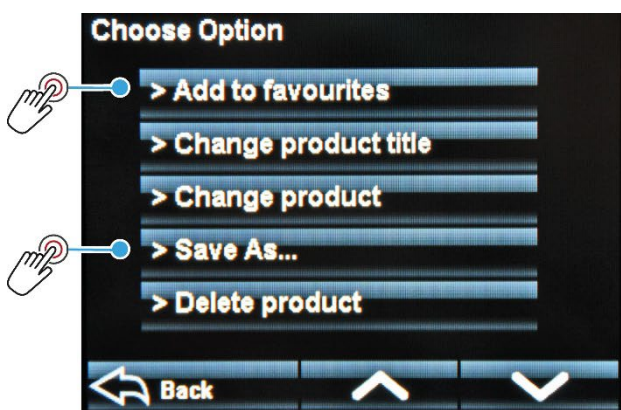 Choose Option
> Add to favourites
> Change product title
> Change product
> Save As...
> Delete product
Back